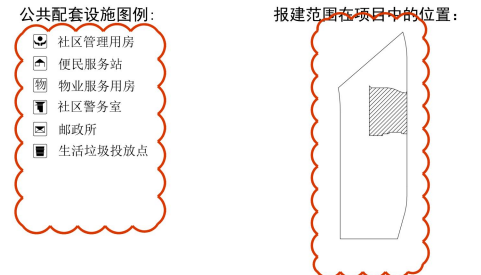 公共配套设施图例:
社区管理用房
便民服务站
物 物业服务用房
社区警务室
邮政所
生活垃圾投放点
报建范围在项目中的位置：